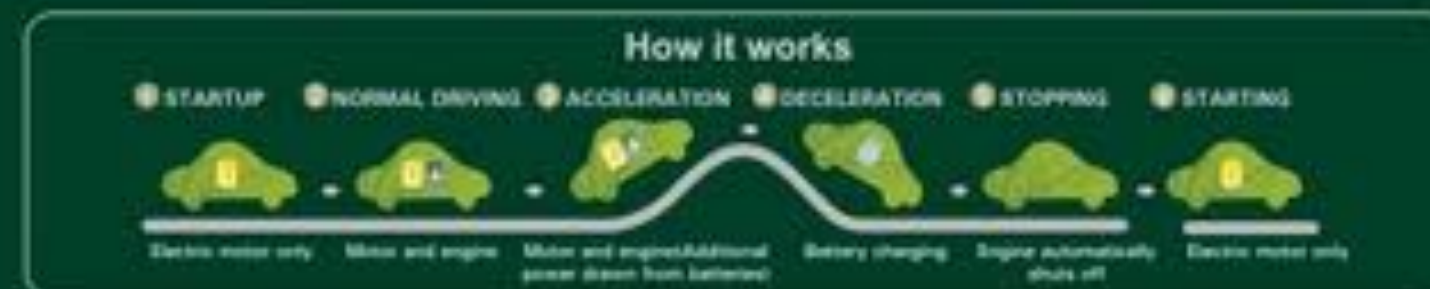 How it works
STARTUP
NORMAL DRIVING
ACCELERATION
DECELERATION
STOPPING
STARTING
Electric motor only
Motor and engine
Motor and engine(Additional
power drawn from batteries)
Battery charging
Engine automatically
shuts off
Electric motor only